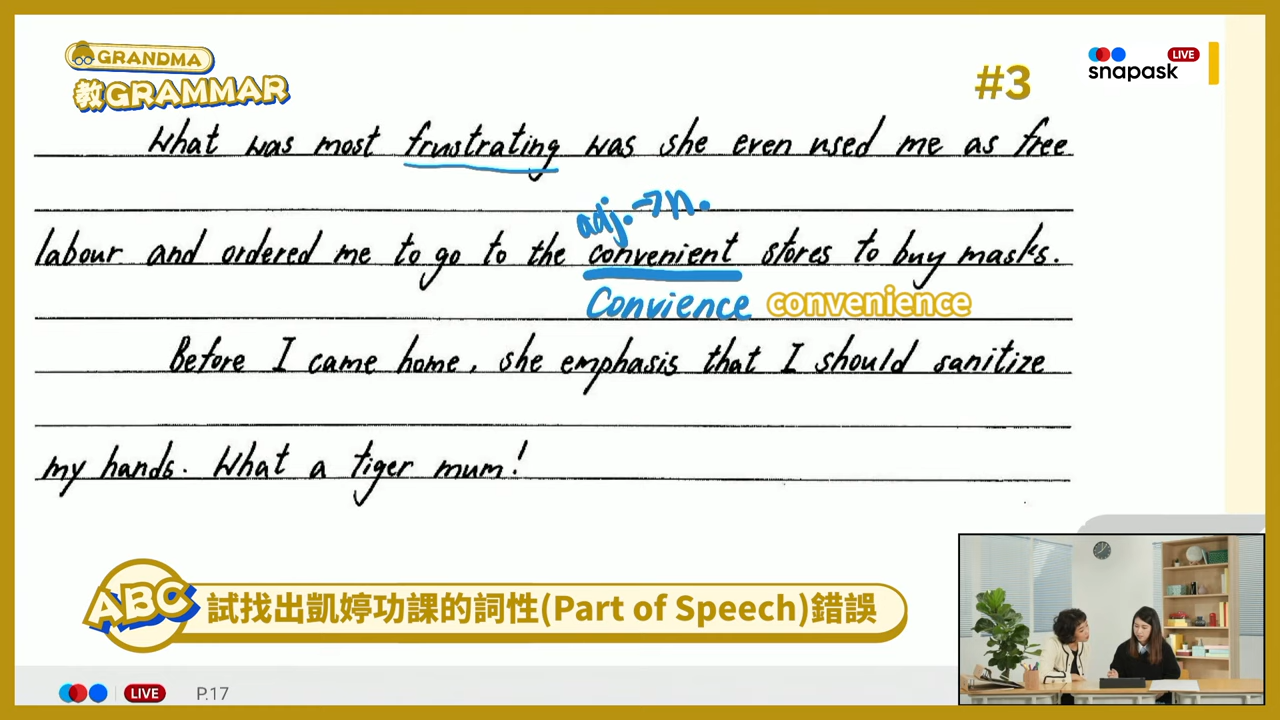 GRANDMA
教GRAMMAR
#3
LIVE
snapask
What was most frustrating was she even used me as free
adj.→n.
labour and ordered me to go to the convenient stores to buy masks.
Convience convenience
Before I came home, she emphasis that I should sanitize
my hands. What a tiger mum!
ABC
試找出凱婷功課的詞性(Part of Speech)錯誤
LIVE P.17